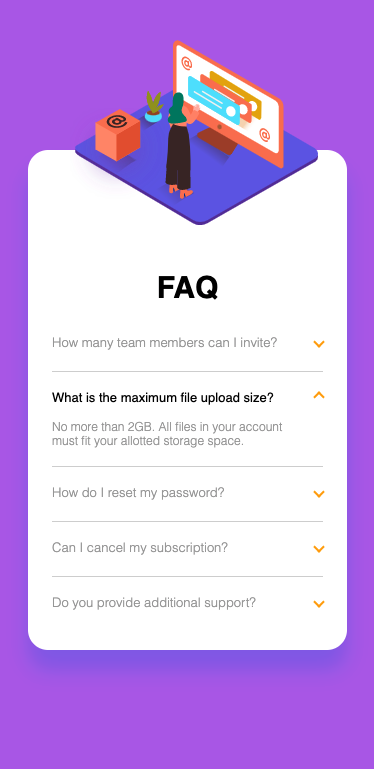 FAQ
How many team members can I invite?
What is the maximum file upload size?
No more than 2GB. All files in your account
must fit your allotted storage space.
How do I reset my password?
Can I cancel my subscription?
Do you provide additional support?